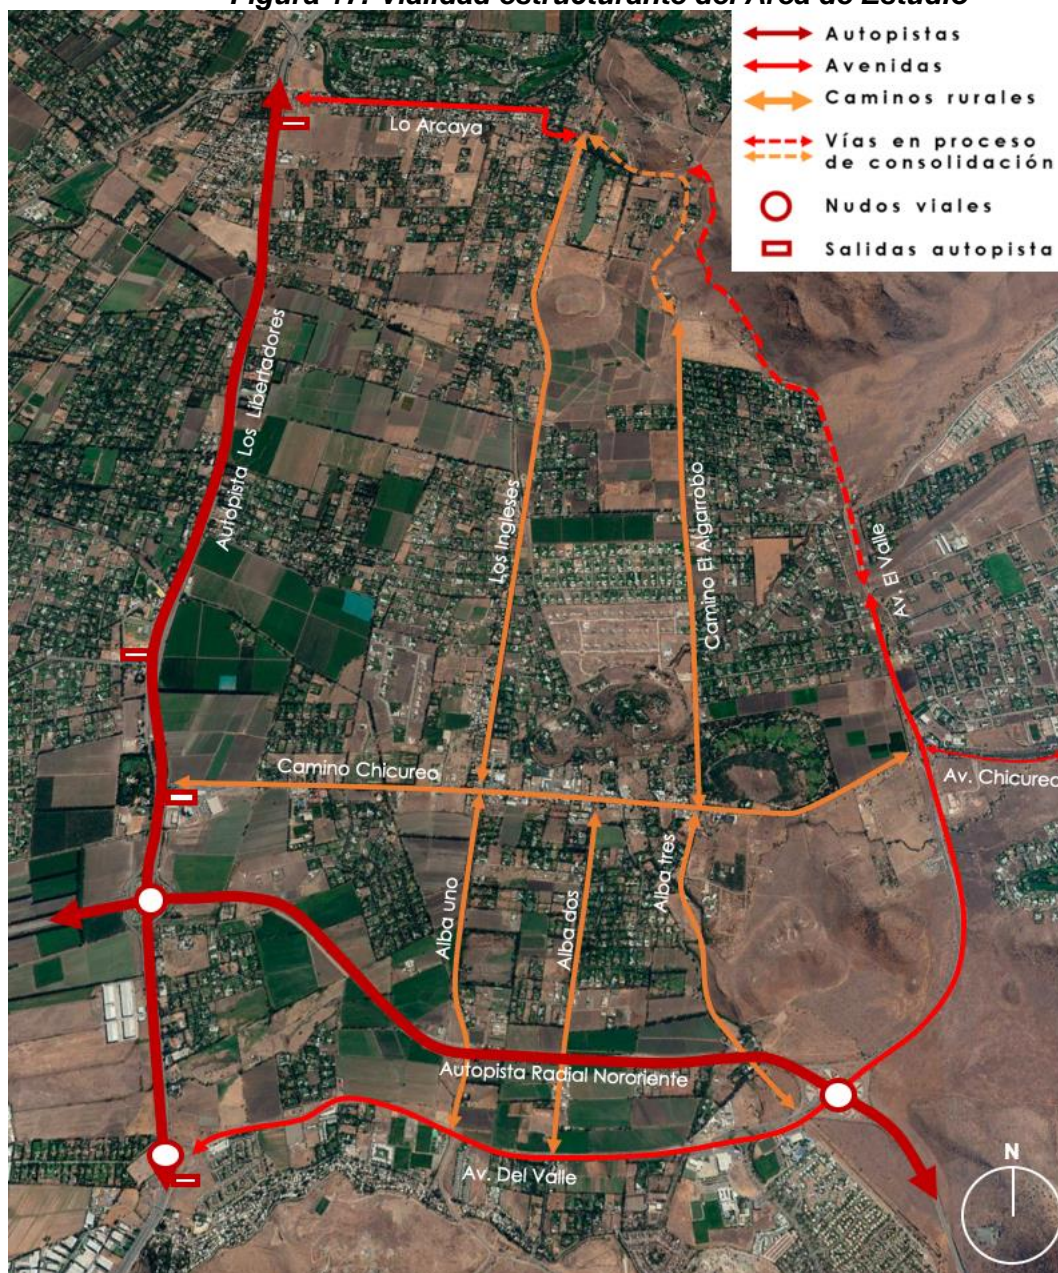 Figura 17. Vialidad estructurante del Área de Estudio
Autopistas
Avenidas
Caminos rurales
Vías en proceso
de consolidación
Nudos viales
Salidas autopista
Lo Arcaya
Autopista Los Libertadores
Los Ingleses
Camino El Algarrobo
Av. El Valle
Camino Chicureo
Av. Chicureo
Alba uno
Alba dos
Alba tres
Autopista Radial Nororiente
Av. Del Valle
N